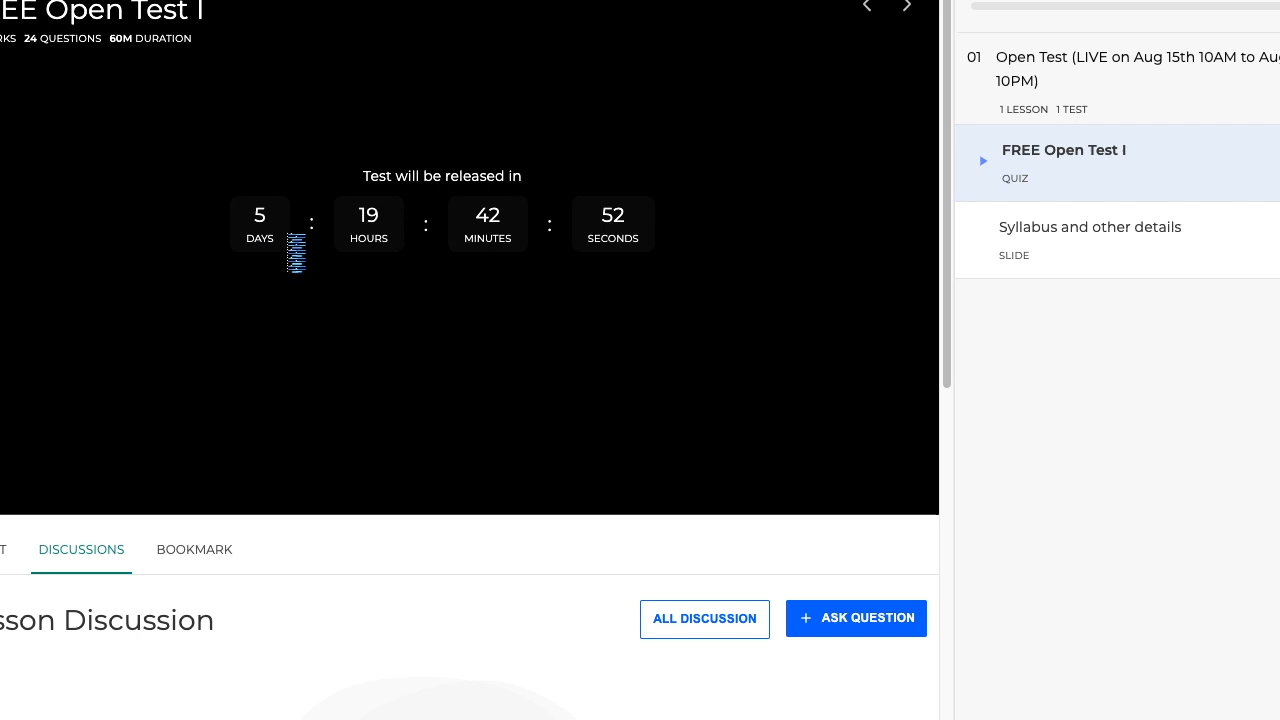 EE Open Test I
RKS 24 QUESTIONS 60M DURATION
Test will be released in
5 : 19 : 42 : 52
DAYS HOURS MINUTES SECONDS
T DISCUSSIONS BOOKMARK
sson Discussion
ALL DISCUSSION
+ ASK QUESTION
01 Open Test (LIVE on Aug 15th 10AM to Au
10PM)
1 LESSON 1 TEST
FREE Open Test I
QUIZ
Syllabus and other details
SLIDE